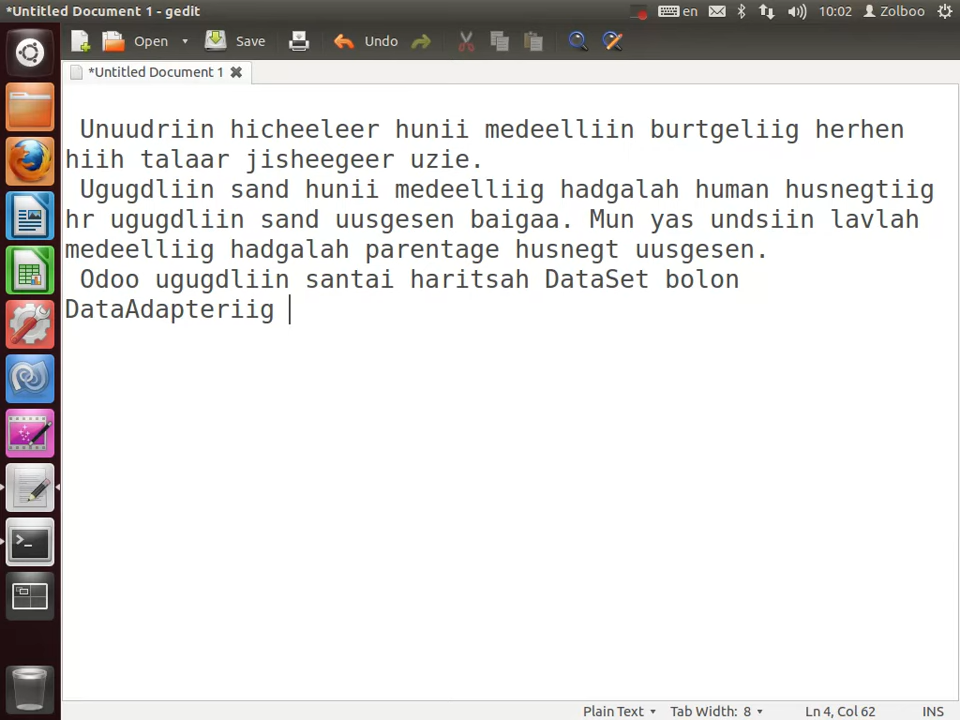 *Untitled Document 1 - gedit
en
10:02
Zolboo
Open
Save
Undo
*Untitled Document 1
Unuudriin hicheeleer hunii medeelliin burtgeliig herhen
hiih talaar jisheegeer uzie.
Ugugdliin sand hunii medeelliig hadgalah human husnegtiig
hr ugugdliin sand uusgesen baigaa. Mun yas undsiin lavlah
medeelliig hadgalah parentage husnegt uusgesen.
Odoo ugugdliin santai haritsah DataSet bolon
DataAdapteriig
>_
Plain Text
Tab Width: 8
Ln 4, Col 62
INS